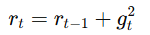 r_t = r_{t-1} + g_t^2